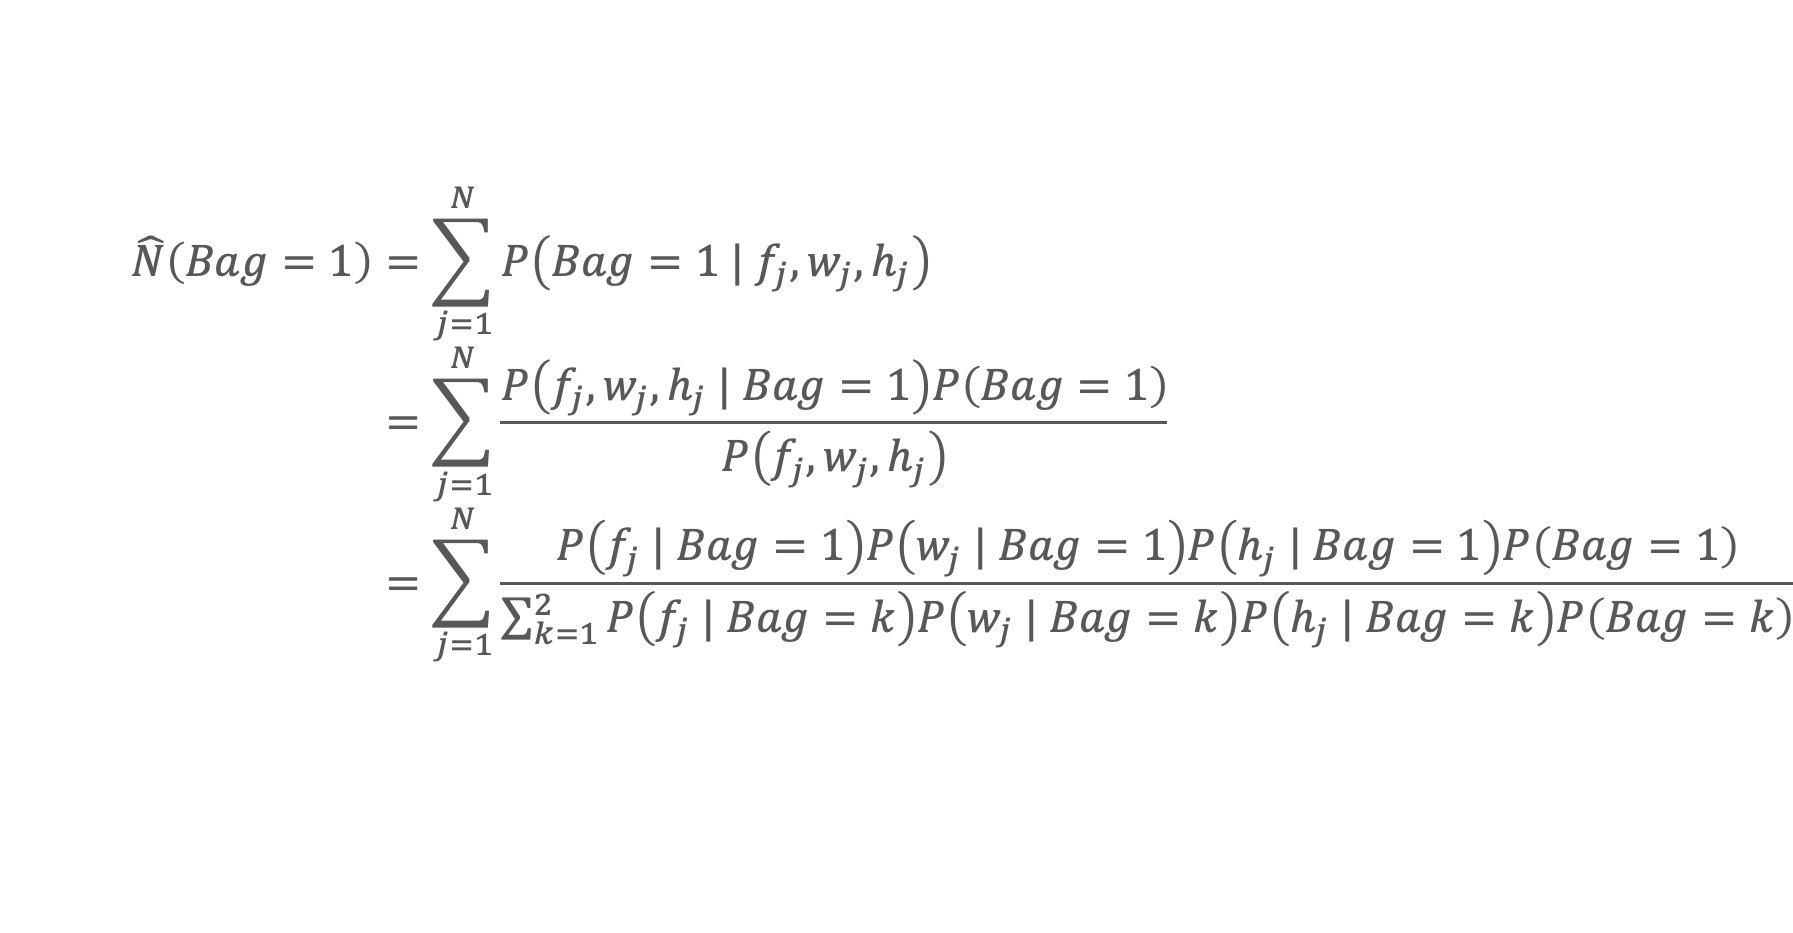 N̂(Bag = 1) = ∑_{j=1}^{N} P(Bag = 1 | f_j, w_j, h_j)
= ∑_{j=1}^{N} \frac{P(f_j, w_j, h_j | Bag = 1)P(Bag = 1)}{P(f_j, w_j, h_j)}
= ∑_{j=1}^{N} \frac{P(f_j | Bag = 1)P(w_j | Bag = 1)P(h_j | Bag = 1)P(Bag = 1)}{∑_{k=1}^{2} P(f_j | Bag = k)P(w_j | Bag = k)P(h_j | Bag = k)P(Bag = k)}